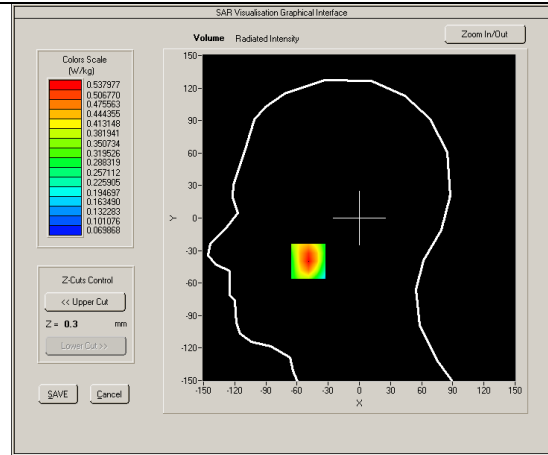 SAR Visualisation Graphical Interface
Volume Radiated Intensity
Zoom In/Out
Colors Scale
(W/kg)
0.537977
0.506770
0.475563
0.444355
0.413148
0.381941
0.350734
0.319526
0.288319
0.257112
0.225905
0.194697
0.163490
0.132283
0.101076
0.069868
Z-Cuts Control
<< Upper Cut
Z = 0.3 mm
Lower Cut >>
SAVE Cancel
150
120
90
60
30
0
-30
-60
-90
-120
-150
Y
-150 -120 -90 -60 -30 0 30 60 90 120 150
X